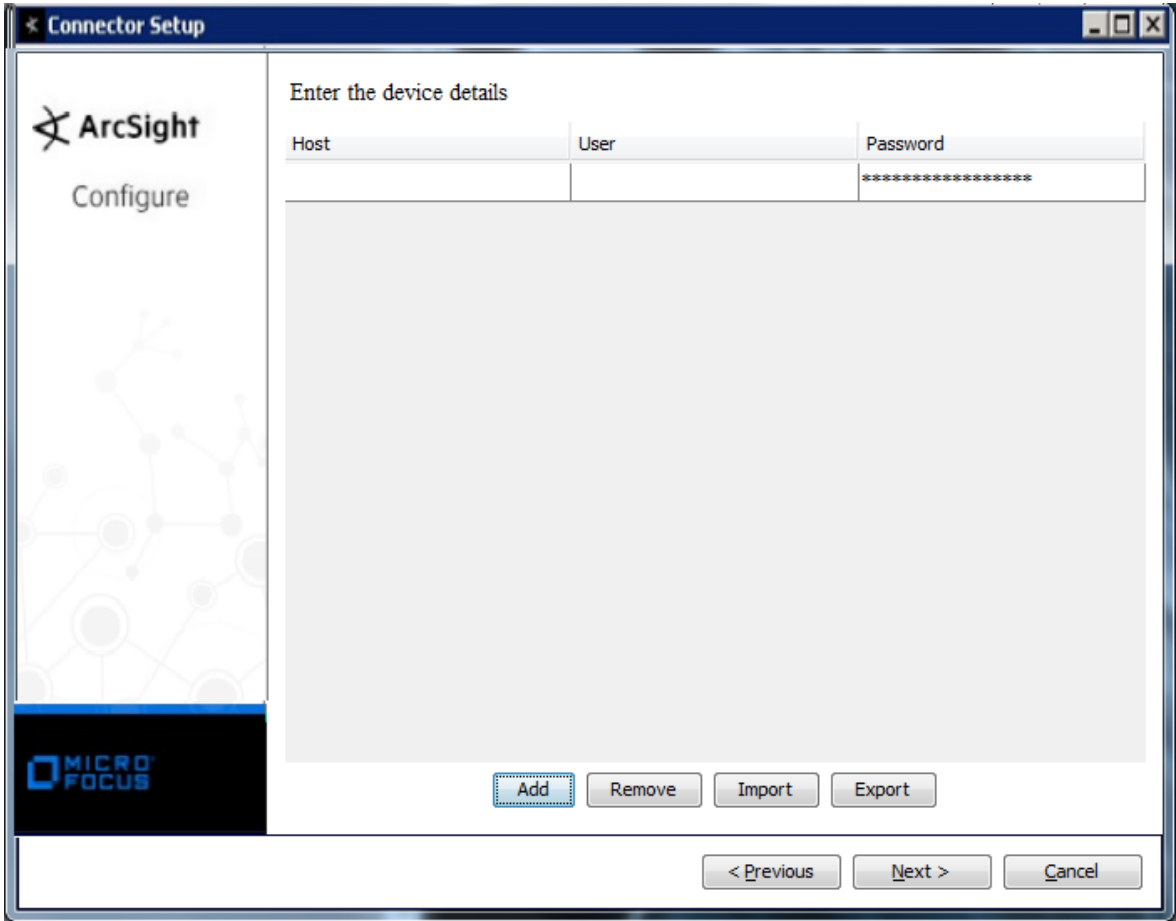 Connector Setup
ArcSight
Configure
Enter the device details
Host User Password
*****************
MICRO
FOCUS
Add Remove Import Export
< Previous Next > Cancel